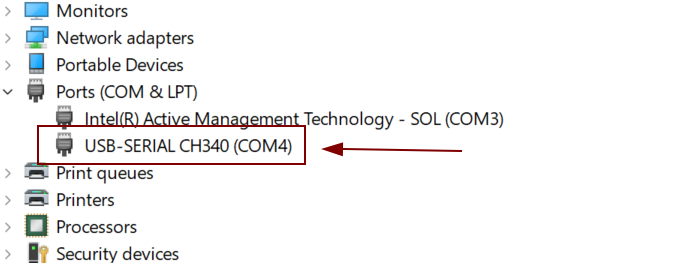 Monitors
Network adapters
Portable Devices
Ports (COM & LPT)
Intel(R) Active Management Technology - SOL (COM3)
USB-SERIAL CH340 (COM4)
Print queues
Printers
Processors
Security devices